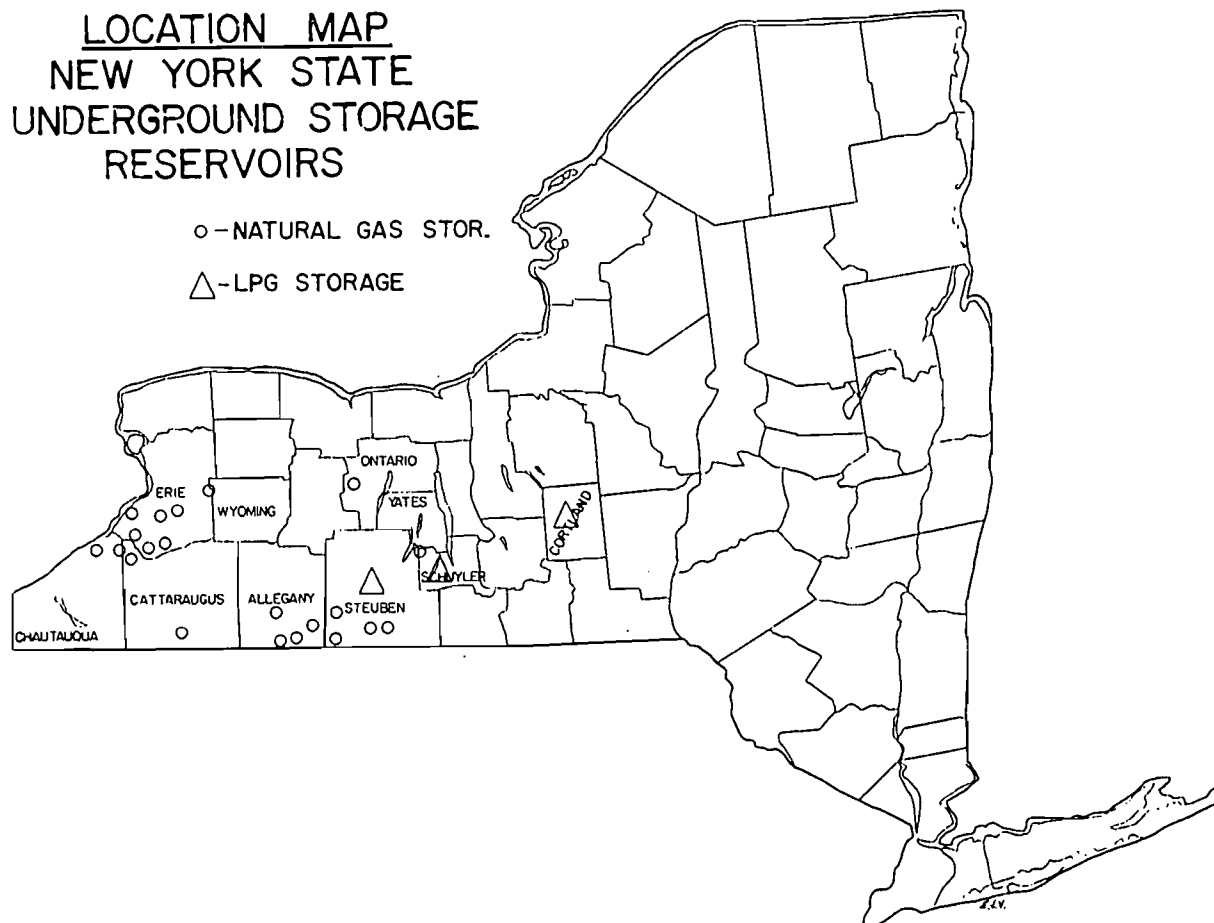 LOCATION MAP
NEW YORK STATE
UNDERGROUND STORAGE
RESERVOIRS
O - NATURAL GAS STOR.
△ - LPG STORAGE
ONTARIO
ERIE
YATES
WYOMING
CORTLAND
SCHUYLER
CATTARAUGUS
ALLEGANY
STEUBEN
CHAUTAUQUA